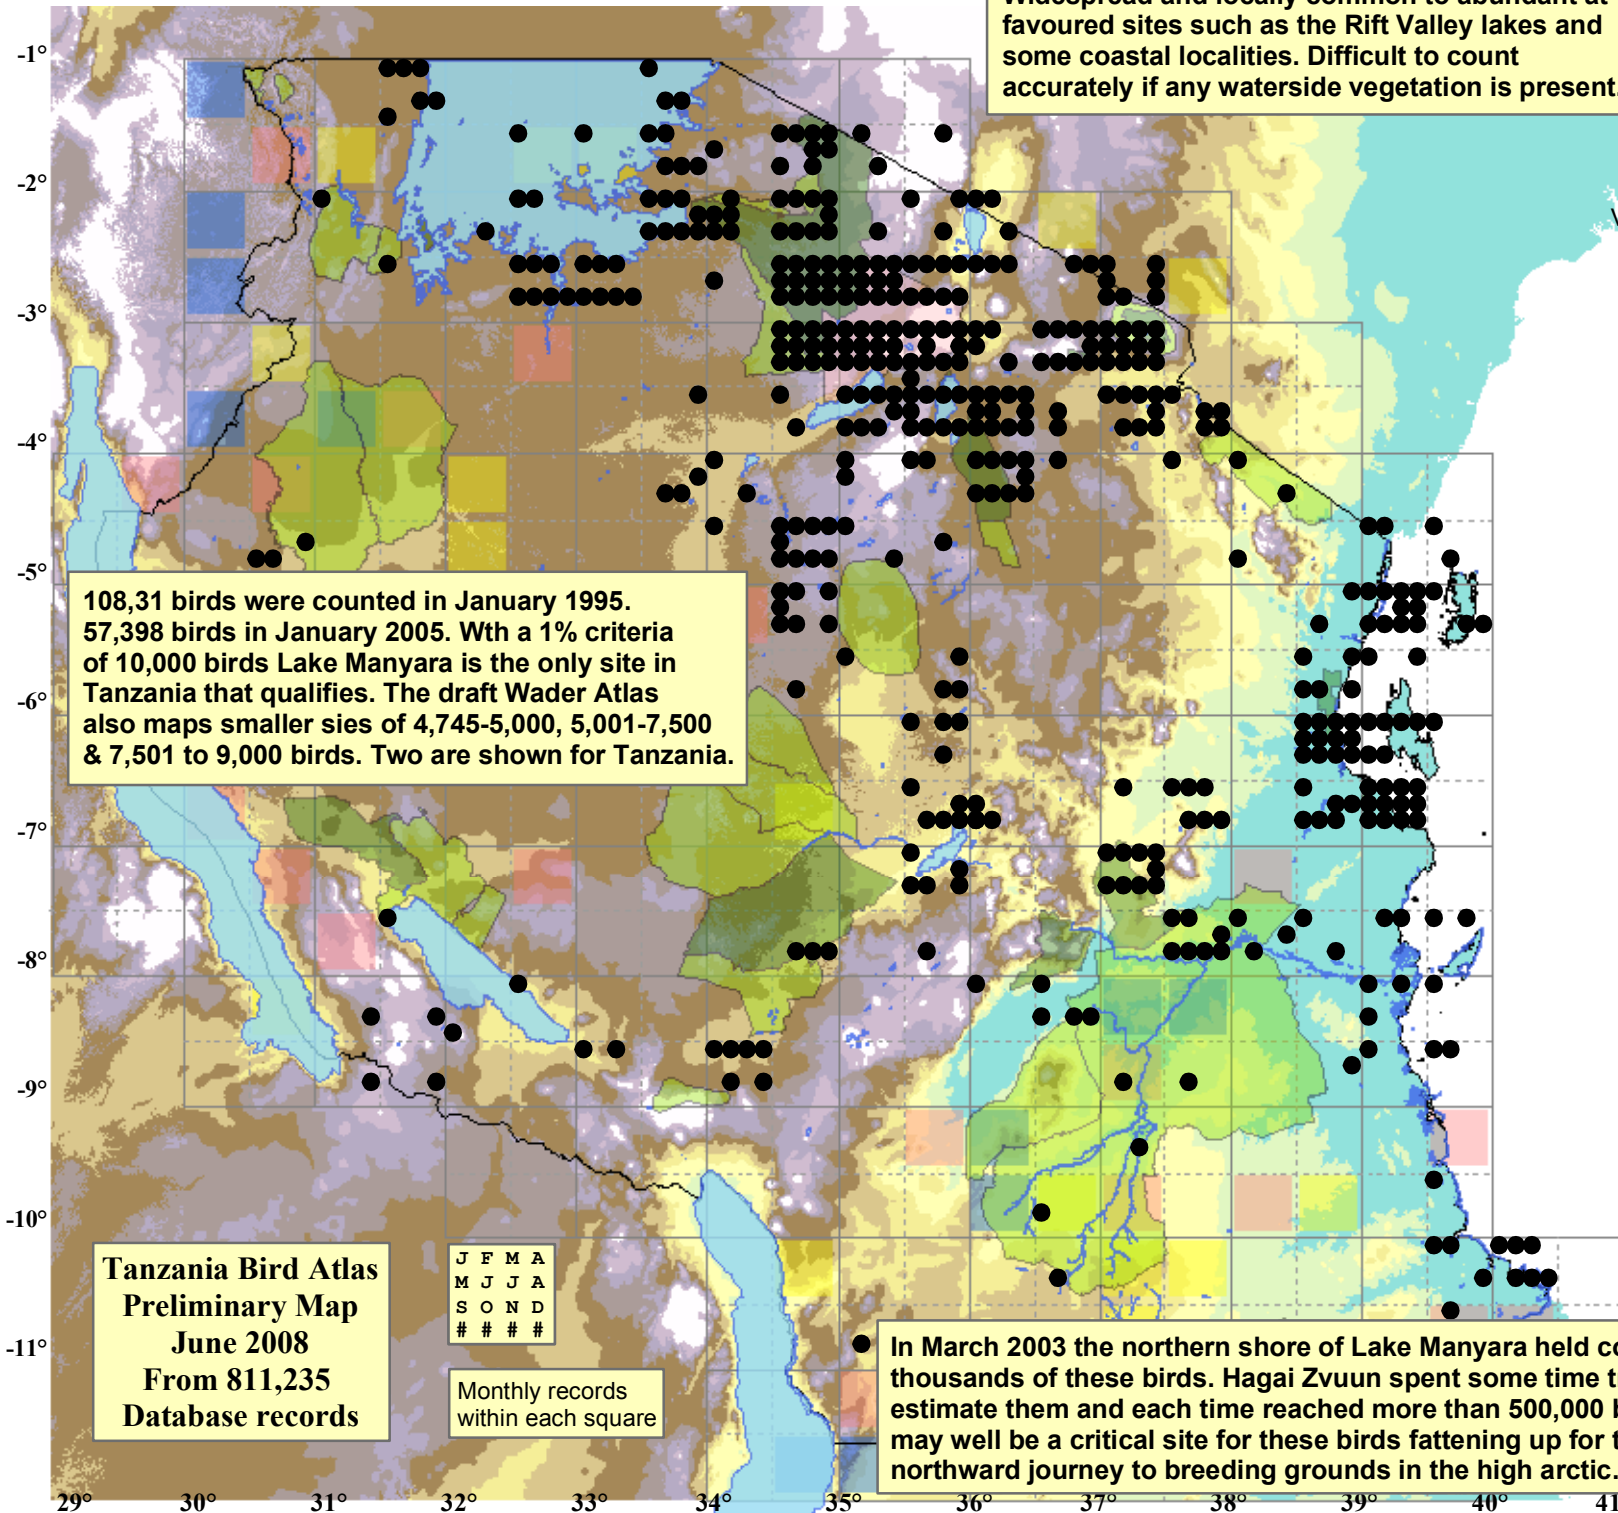 Widespread and locally common to abundant at
favoured sites such as the Rift Valley lakes and
some coastal localities. Difficult to count
accurately if any waterside vegetation is present.
-1°
-2°
-3°
-4°
-5°
108,31 birds were counted in January 1995.
57,398 birds in January 2005. Wth a 1% criteria
of 10,000 birds Lake Manyara is the only site in
Tanzania that qualifies. The draft Wader Atlas
also maps smaller sies of 4,745-5,000, 5,001-7,500
& 7,501 to 9,000 birds. Two are shown for Tanzania.
-6°
-7°
-8°
-9°
-10°
-11°
Tanzania Bird Atlas
Preliminary Map
June 2008
From 811,235
Database records
J F M A
M J J A
S O N D
# # # #
Monthly records
within each square
In March 2003 the northern shore of Lake Manyara held
thousands of these birds. Hagai Zvuun spent some time
estimate them and each time reached more than 500,000
may well be a critical site for these birds fattening up for
northward journey to breeding grounds in the high arctic.
29° 30° 31° 32° 33° 34° 35° 36° 37° 38° 39° 40° 41